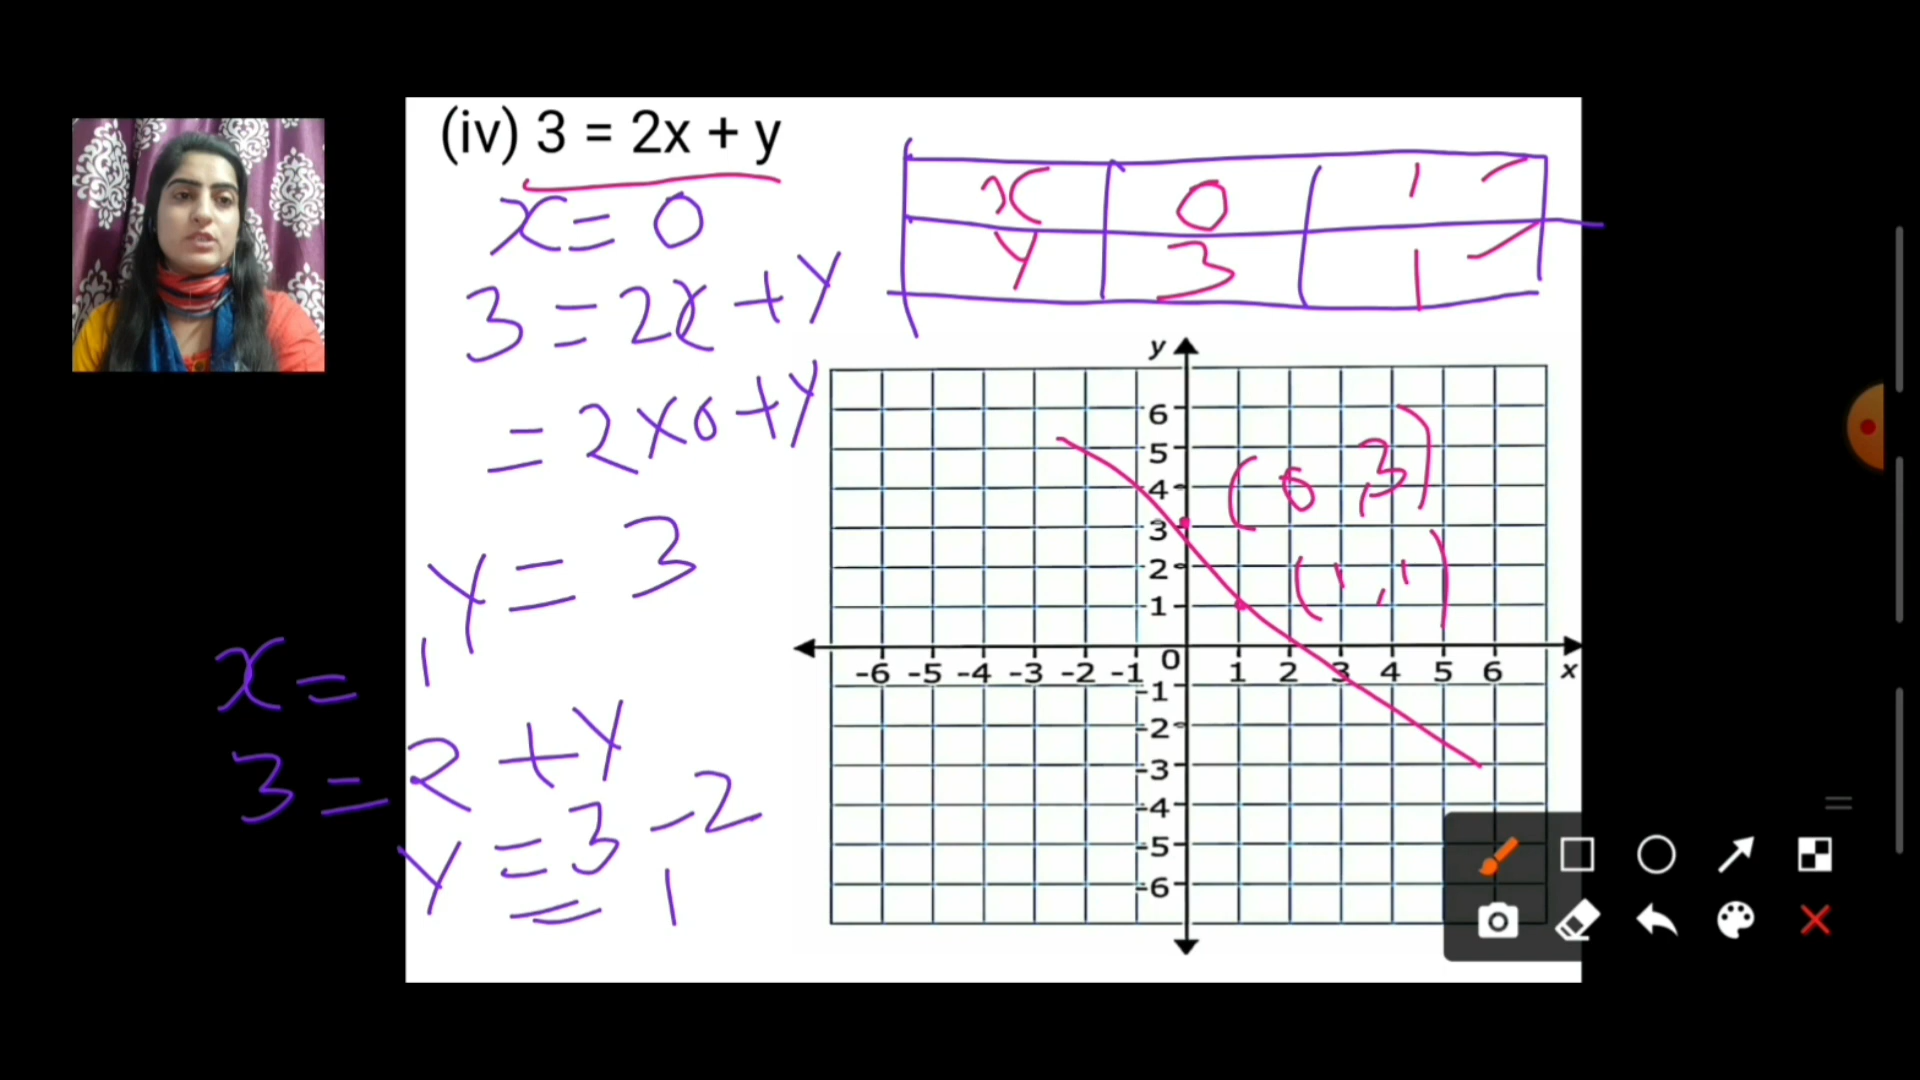 (iv) 3 = 2x + y
x = 0
3 = 2x + y
= 2x0 + y
y = 3
x = 1
3 = 2 + y
y = 3 - 2
= 1
x 0 1
y 3 1
y
6
5 (0,3)
4
3
2 (1,1)
1
-6 -5 -4 -3 -2 -1 0 1 2 3 4 5 6 x
-1
-2
-3
-4
-5
-6